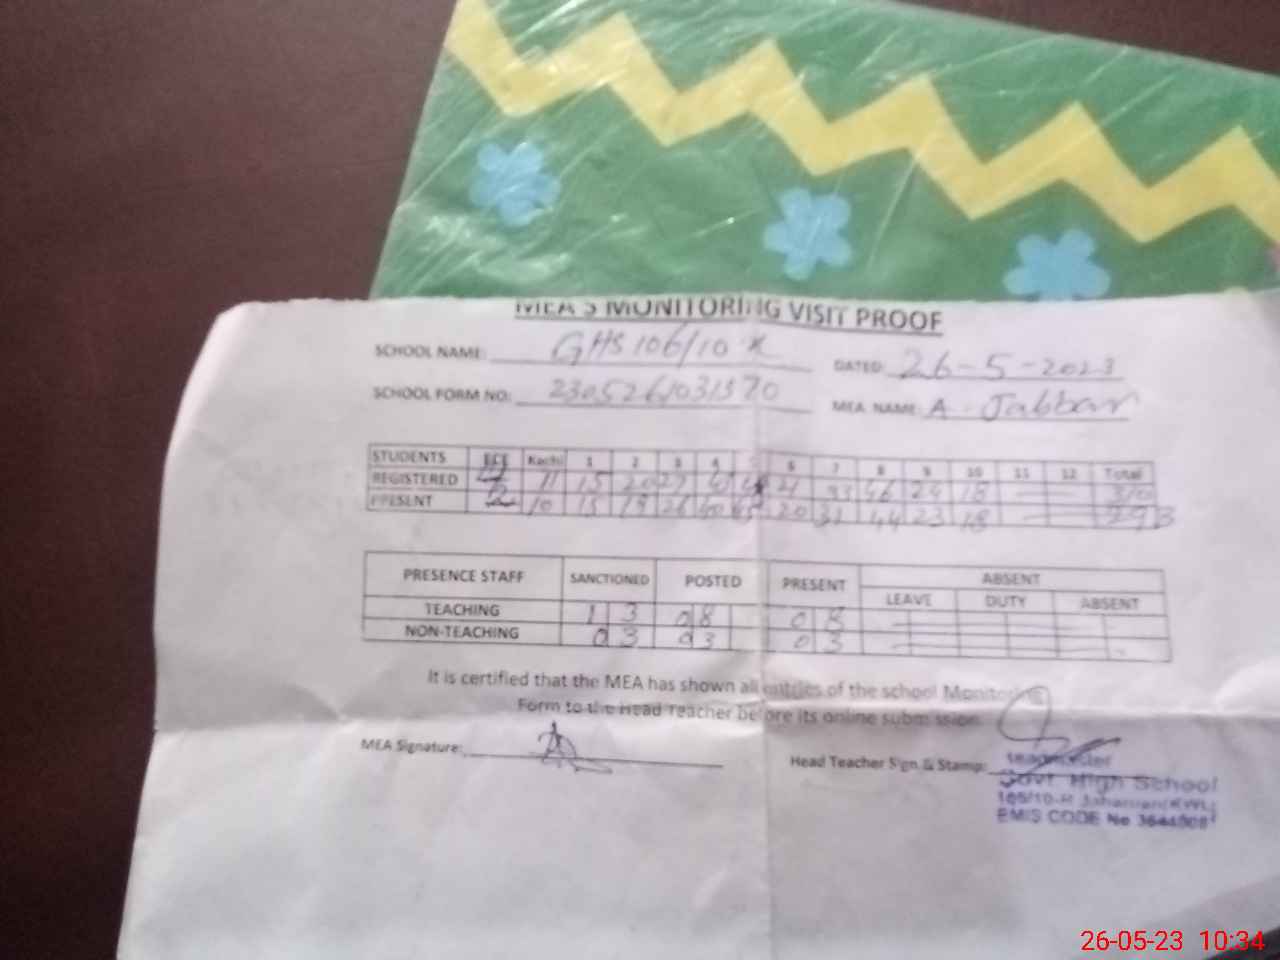 MEA'S MONITORING VISIT PROOF
SCHOOL NAME: GHS 106/10 R
DATED: 26-5-2023
SCHOOL FORM NO: 
MEA NAME: A. Jabbar
STUDENTS ECE Kachi 1 2 3 4 5 6 7 8 9 10 11 12 Total
REGISTERED 11 15 20 27 21 33 46 24 18 — 310
PRESENT 10 15 19 26 40 20 31 44 23 18 — 293
PRESENCE STAFF SANCTIONED POSTED PRESENT ABSENT
LEAVE DUTY ABSENT
TEACHING 13 08 08
NON-TEACHING 03 03 03
It is certified that the MEA has shown all entries of the school Monitoring
Form to the Head Teacher before its online submission.
MEA Signature:
Head Teacher Sign & Stamp:
Headmaster
Govt. High School
EMIS CODE No
26-05-23 10:34